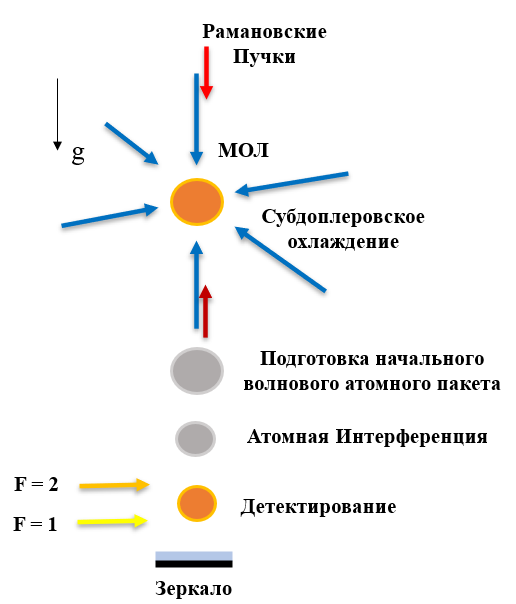 Рамановские
Пучки
g
МОЛ
Субдоплеровское
охлаждение
Подготовка начального
волнового атомного пакета
Атомная Интерференция
F = 2
Детектирование
F = 1
Зеркало